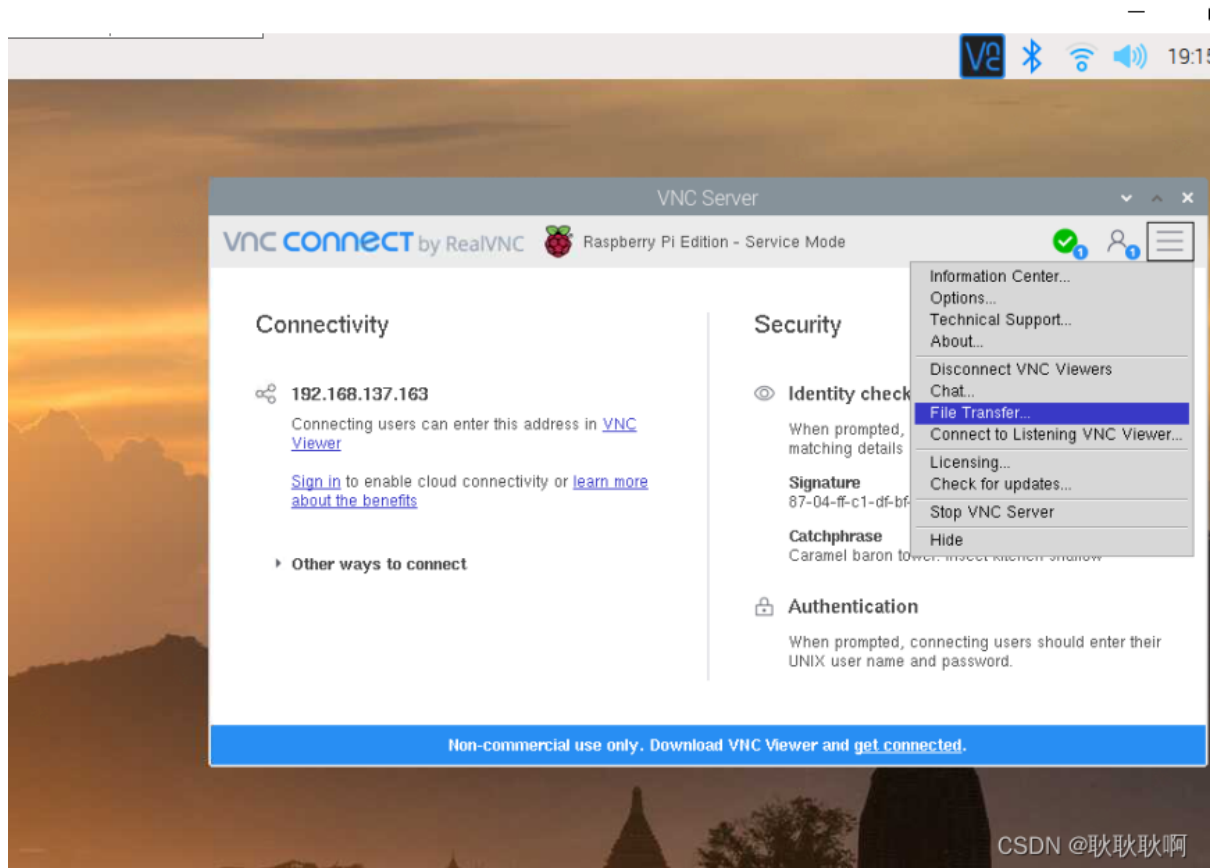 19:15
VNC Server
VNC CONNECT by RealVNC
Raspberry Pi Edition - Service Mode
1
1
Information Center...
Options...
Technical Support...
About...
Disconnect VNC Viewers
Chat...
File Transfer...
Connect to Listening VNC Viewer...
Licensing...
Check for updates...
Stop VNC Server
Hide
Connectivity
192.168.137.163
Connecting users can enter this address in VNC
Viewer
Sign in to enable cloud connectivity or learn more
about the benefits
Other ways to connect
Security
Identity check
When prompted,
matching details
Signature
87-04-ff-c1-df-bf-
Catchphrase
Caramel baron tower. Insect kitchen shallow
Authentication
When prompted, connecting users should enter their
UNIX user name and password.
Non-commercial use only. Download VNC Viewer and get connected.
CSDN @耿耿耿啊